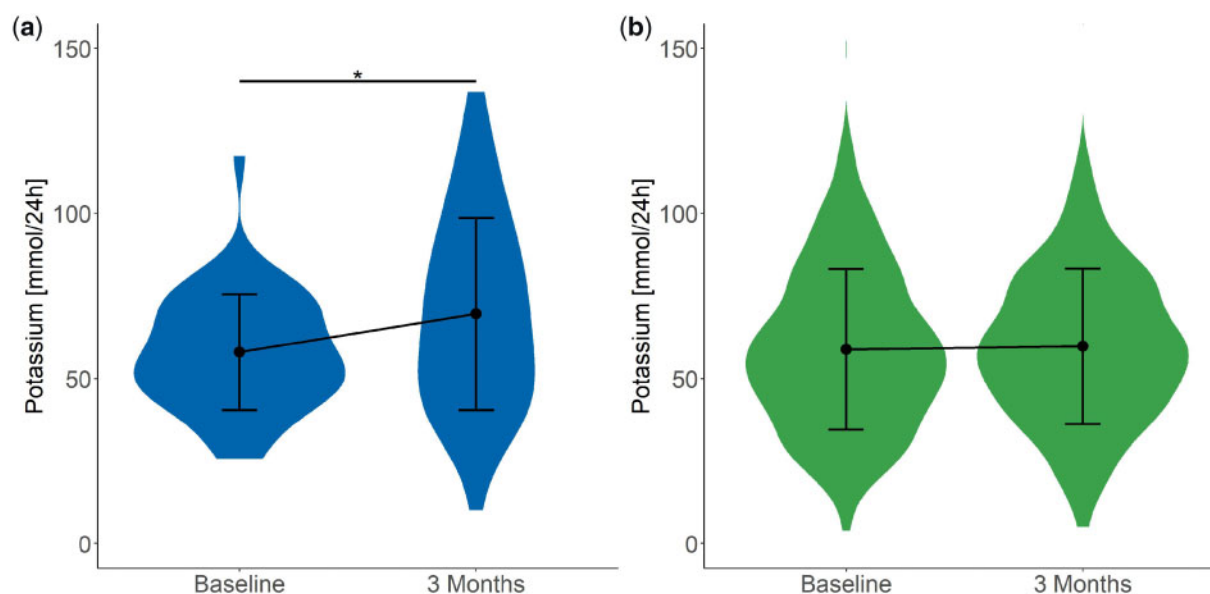 (a)
Potassium [mmol/24h]
150
100
50
0
*
Baseline
3 Months
(b)
Potassium [mmol/24h]
150
100
50
0
Baseline
3 Months